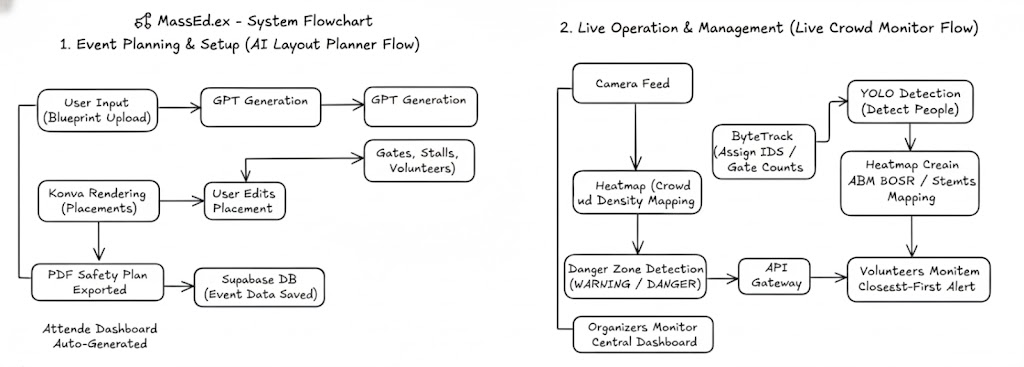 MassEd.ex - System Flowchart
1. Event Planning & Setup (AI Layout Planner Flow)
User Input
(Blueprint Upload)
GPT Generation
GPT Generation
Gates, Stalls,
Volunteers)
Konva Rendering
(Placements)
User Edits
Placement
PDF Safety Plan
Exported
Supabase DB
(Event Data Saved)
Attende Dashboard
Auto-Generated
2. Live Operation & Management (Live Crowd Monitor Flow)
Camera Feed
YOLO Detection
(Detect People)
ByteTrack
(Assign IDS /
Gate Counts
Heatmap (Crowd
ud Density Mapping
Heatmap Creain
ABM BOSR / Stemts
Mapping
Danger Zone Detection
(WARNING / DANGER)
API
Gateway
Volunteers Monitem
Closest-First Alert
Organizers Monitor
Central Dashboard